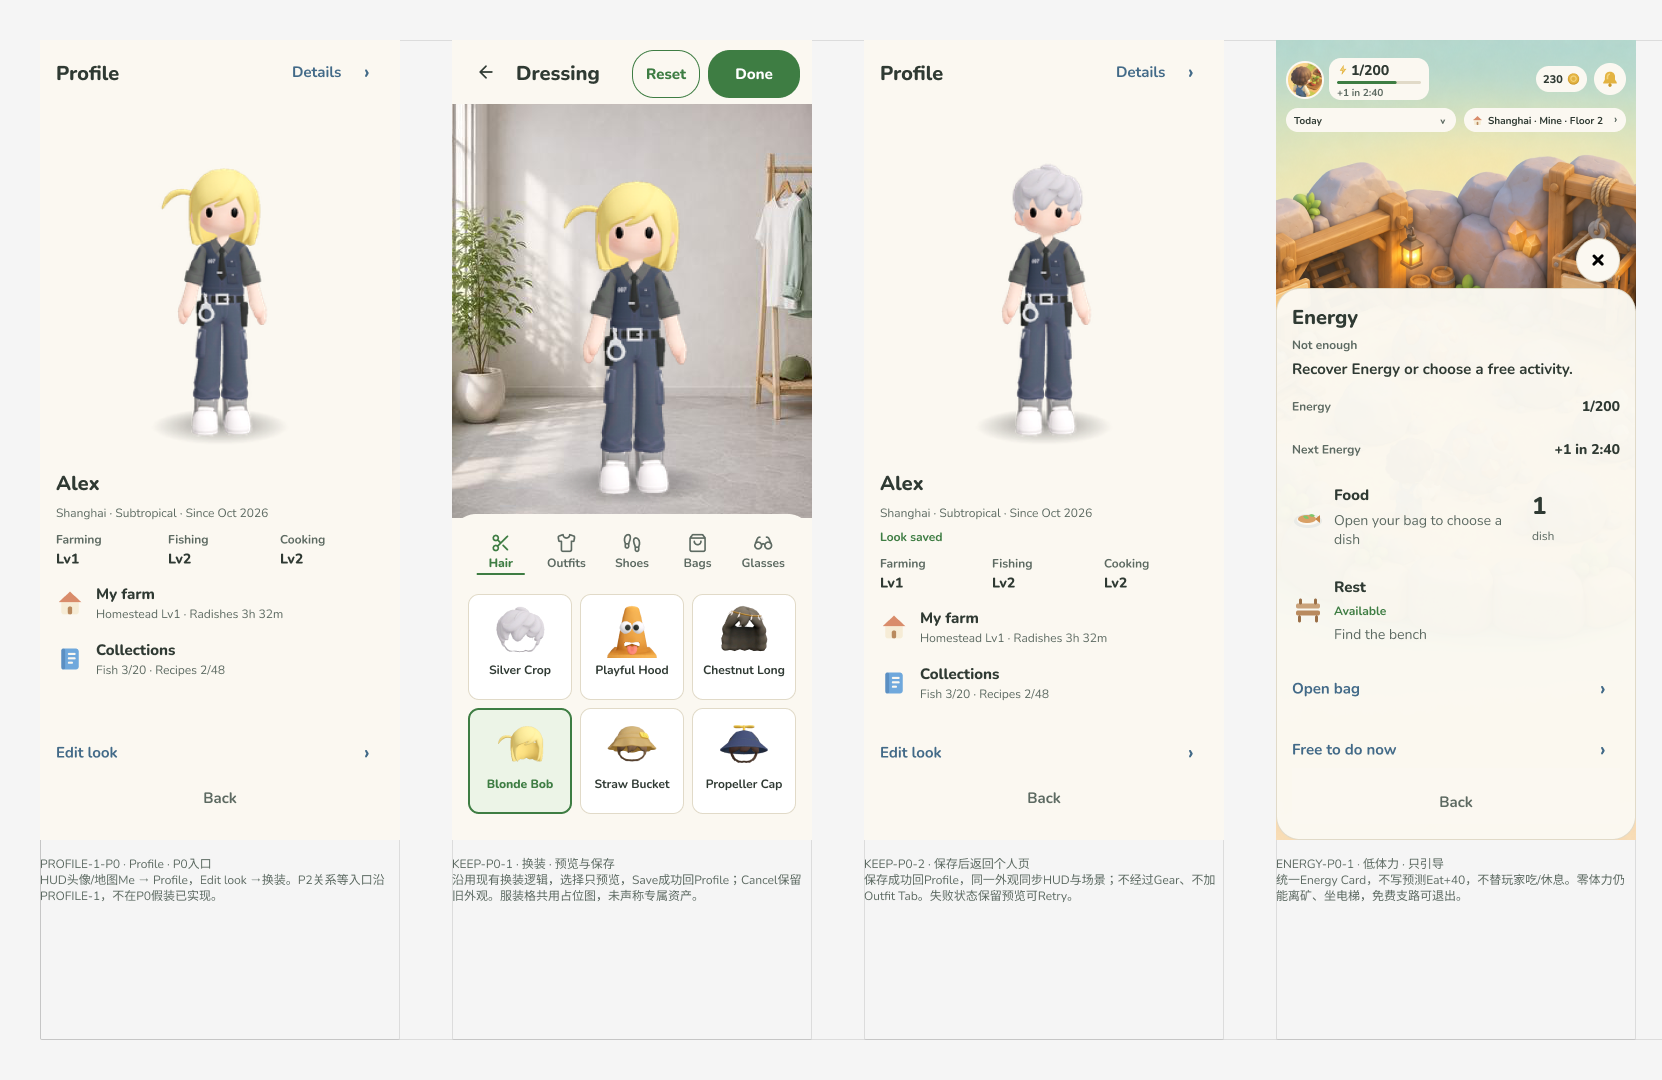 Profile
Details ›
Alex
Shanghai · Subtropical · Since Oct 2026
Farming Fishing Cooking
Lv1 Lv2 Lv2
My farm
Homestead Lv1 · Radishes 3h 32m
Collections
Fish 3/20 · Recipes 2/48
Edit look ›
Back
PROFILE-1-P0 · Profile · P0入口
HUD头像/地图Me → Profile，Edit look →换装。P2关系等入口沿
PROFILE-1，不在P0假装已实现。
← Dressing
Reset
Done
Hair Outfits Shoes Bags Glasses
Silver Crop Playful Hood Chestnut Long
Blonde Bob Straw Bucket Propeller Cap
KEEP-P0-1 · 换装 · 预览与保存
沿用现有换装逻辑，选择只预览，Save成功回Profile；Cancel保留
旧外观。服装格共用占位图，未声称专属资产。
Profile
Details ›
Alex
Shanghai · Subtropical · Since Oct 2026
Look saved
Farming Fishing Cooking
Lv1 Lv2 Lv2
My farm
Homestead Lv1 · Radishes 3h 32m
Collections
Fish 3/20 · Recipes 2/48
Edit look ›
Back
KEEP-P0-2 · 保存后返回个人页
保存成功回Profile，同一外观同步HUD与场景；不经过Gear、不加
Outfit Tab。失败状态保留预览可Retry。
1/200
+1 in 2:40
230
Today
Shanghai · Mine · Floor 2 ›
Energy
Not enough
Recover Energy or choose a free activity.
Energy 1/200
Next Energy +1 in 2:40
Food
Open your bag to choose a
dish
1
dish
Rest
Available
Find the bench
Open bag ›
Free to do now ›
Back
ENERGY-P0-1 · 低体力 · 只引导
统一Energy Card，不写预测Eat+40，不替玩家吃/休息。零体力仍
能离矿、坐电梯，免费支路可退出。